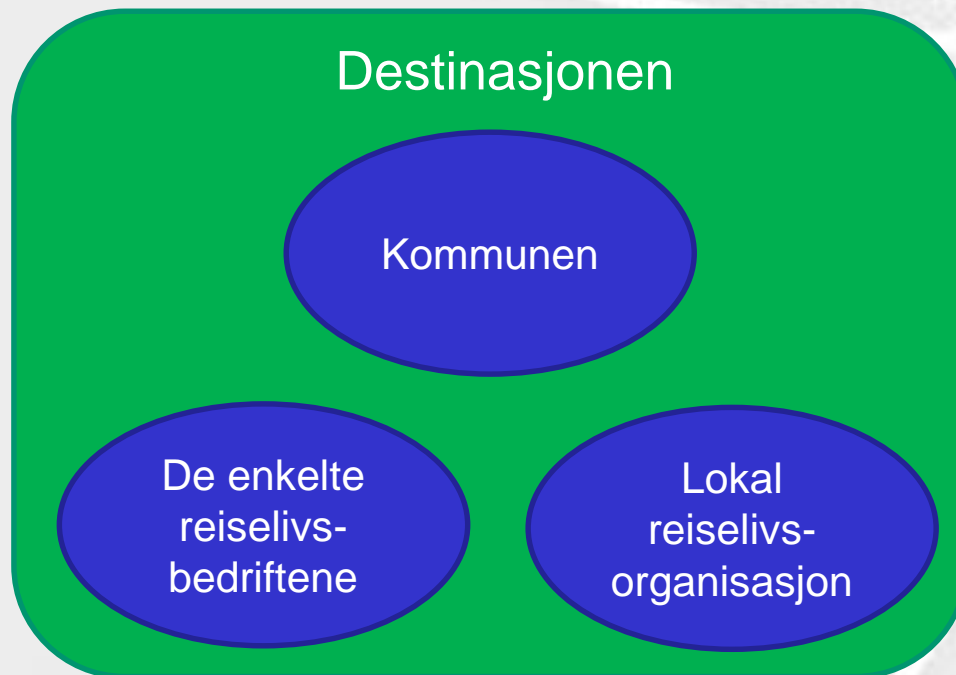 Destinasjonen
Kommunen
De enkelte
reiselivs-
bedriftene
Lokal
reiselivs-
organisasjon